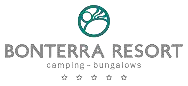 BONTERRA RESORT
camping - bungalows